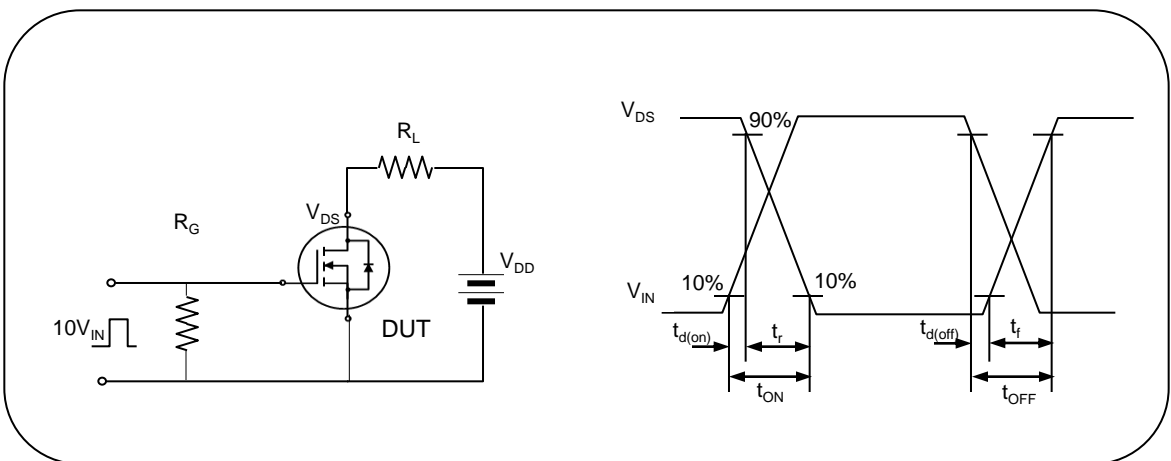 R_L
V_DS
R_G
V_DD
10V_IN
DUT
V_DS
90%
10%
10%
V_IN
t_d(on)
t_r
t_d(off)
t_f
t_ON
t_OFF